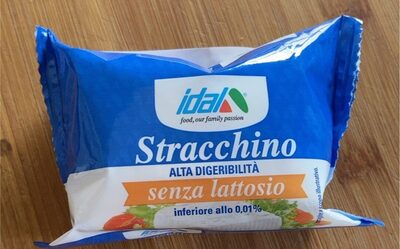 idal
food, our family passion
Stracchino
ALTA DIGERIBILITÀ
senza lattosio
inferiore allo 0,01%